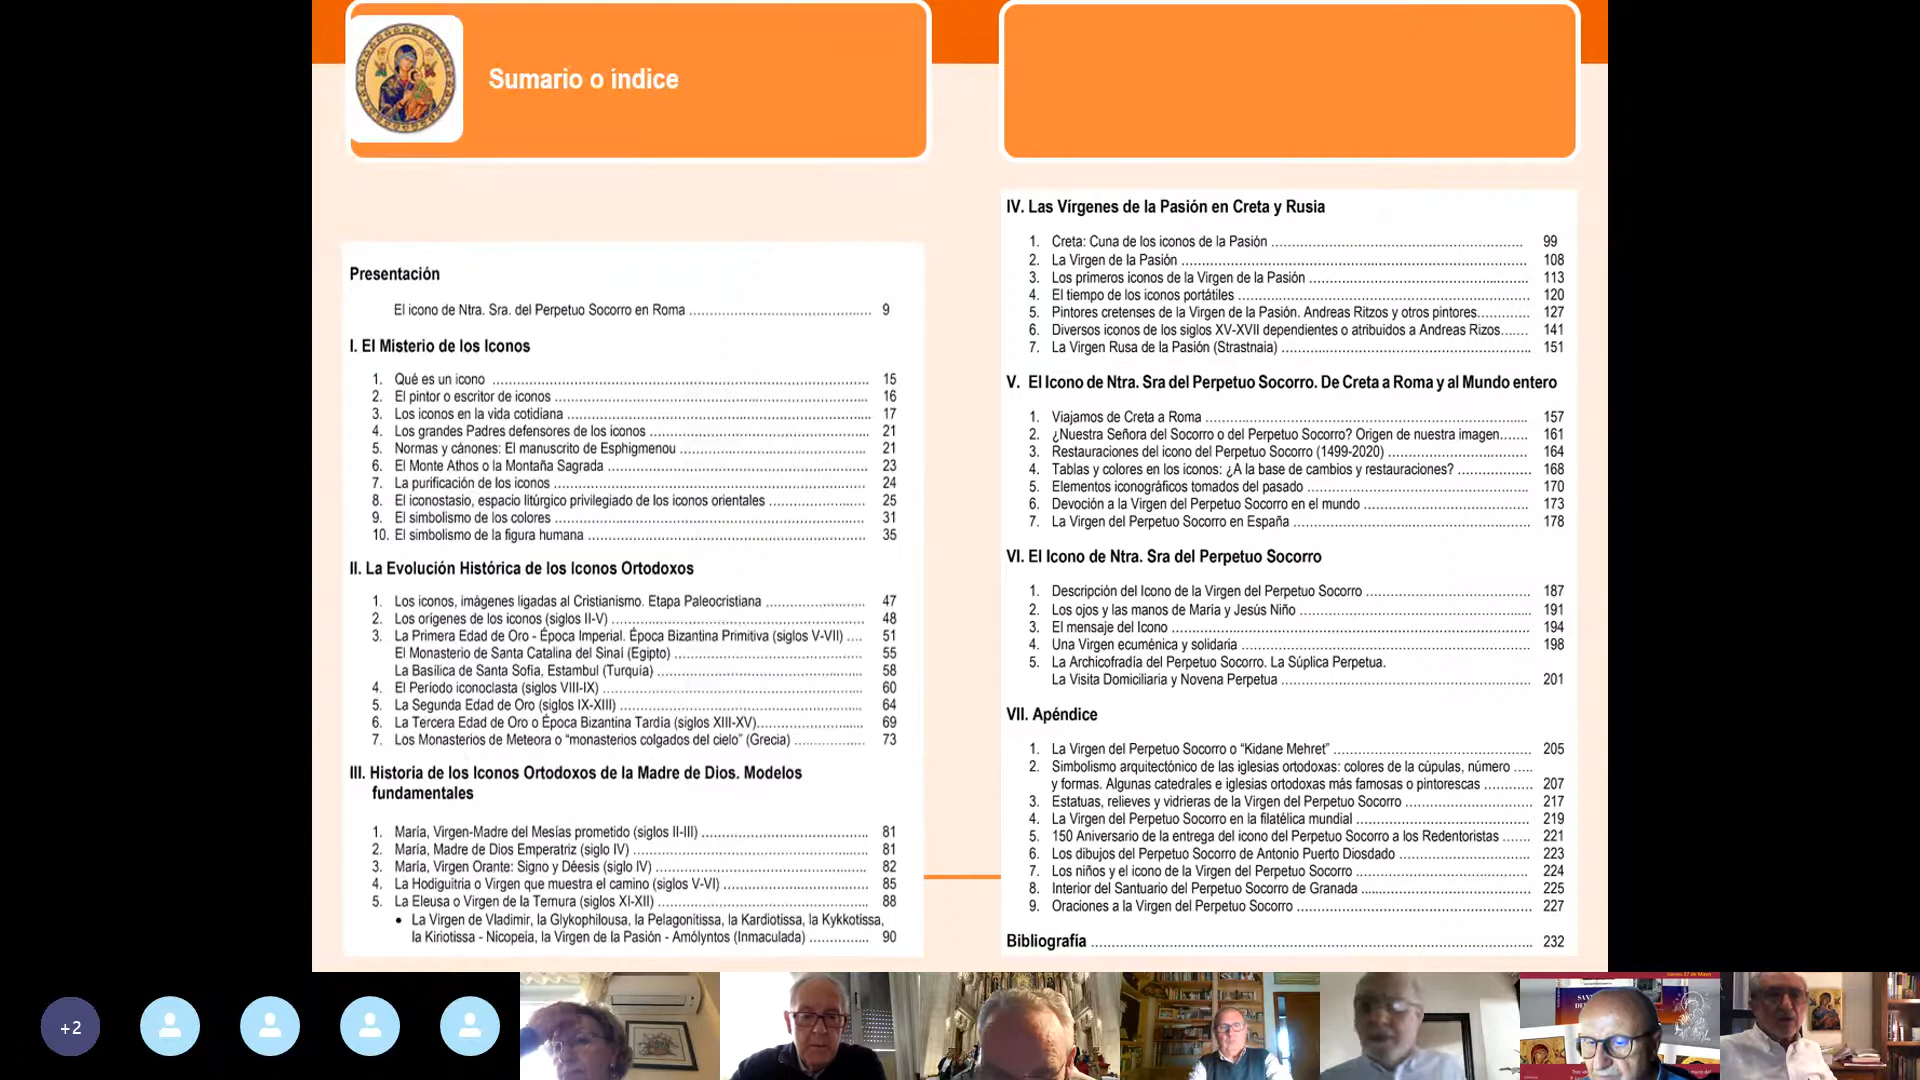 Sumario o índice
Presentación
El icono de Ntra. Sra. del Perpetuo Socorro en Roma ........ 9
I. El Misterio de los Iconos
1. Qué es un icono ........ 15
2. El pintor o escritor de iconos ........ 16
3. Los iconos en la vida cotidiana ........ 17
4. Los grandes Padres defensores de los iconos ........ 21
5. Normas y cánones: El manuscrito de Esphigmenou ........ 21
6. El Monte Athos o la Montaña Sagrada ........ 23
7. La purificación de los iconos ........ 24
8. El iconostasio, espacio litúrgico privilegiado de los iconos orientales ........ 25
9. El simbolismo de los colores ........ 31
10. El simbolismo de la figura humana ........ 35
II. La Evolución Histórica de los Iconos Ortodoxos
1. Los iconos, imágenes ligadas al Cristianismo. Etapa Paleocristiana ........ 47
2. Los orígenes de los iconos (siglos II-V) ........ 48
3. La Primera Edad de Oro - Época Imperial. Época Bizantina Primitiva (siglos V-VII) .... 51
El Monasterio de Santa Catalina del Sinaí (Egipto) ........ 55
La Basílica de Santa Sofía, Estambul (Turquía) ........ 58
4. El Período iconoclasta (siglos VIII-IX) ........ 60
5. La Segunda Edad de Oro (siglos IX-XIII) ........ 64
6. La Tercera Edad de Oro o Época Bizantina Tardía (siglos XIII-XV)........ 69
7. Los Monasterios de Meteora o “monasterios colgados del cielo” (Grecia) ........ 73
III. Historia de los Iconos Ortodoxos de la Madre de Dios. Modelos
fundamentales
1. María, Virgen-Madre del Mesías prometido (siglos II-III) ........ 81
2. María, Madre de Dios Emperatriz (siglo IV) ........ 81
3. María, Virgen Orante: Signo y Déesis (siglo IV) ........ 82
4. La Hodiguitria o Virgen que muestra el camino (siglos V-VI) ........ 85
5. La Eleusa o Virgen de la Ternura (siglos XI-XII) ........ 88
• La Virgen de Vladimir, la Glykophilousa, la Pelagonitissa, la Kardiotissa, la Kykkotissa,
la Kiriotissa - Nicopeia, la Virgen de la Pasión - Amólyntos (Inmaculada) ........ 90
IV. Las Vírgenes de la Pasión en Creta y Rusia
1. Creta: Cuna de los iconos de la Pasión ........ 99
2. La Virgen de la Pasión ........ 108
3. Los primeros iconos de la Virgen de la Pasión ........ 113
4. El tiempo de los iconos portátiles ........ 120
5. Pintores cretenses de la Virgen de la Pasión. Andreas Ritzos y otros pintores........ 127
6. Diversos iconos de los siglos XV-XVII dependientes o atribuidos a Andreas Rizos....... 141
7. La Virgen Rusa de la Pasión (Strastnaia) ........ 151
V. El Icono de Ntra. Sra del Perpetuo Socorro. De Creta a Roma y al Mundo entero
1. Viajamos de Creta a Roma ........ 157
2. ¿Nuestra Señora del Socorro o del Perpetuo Socorro? Origen de nuestra imagen....... 161
3. Restauraciones del icono del Perpetuo Socorro (1499-2020) ........ 164
4. Tablas y colores en los iconos: ¿A la base de cambios y restauraciones? ........ 168
5. Elementos iconográficos tomados del pasado ........ 170
6. Devoción a la Virgen del Perpetuo Socorro en el mundo ........ 173
7. La Virgen del Perpetuo Socorro en España ........ 178
VI. El Icono de Ntra. Sra del Perpetuo Socorro
1. Descripción del Icono de la Virgen del Perpetuo Socorro ........ 187
2. Los ojos y las manos de María y Jesús Niño ........ 191
3. El mensaje del Icono ........ 194
4. Una Virgen ecuménica y solidaria ........ 198
5. La Archicofradía del Perpetuo Socorro. La Súplica Perpetua.
La Visita Domiciliaria y Novena Perpetua ........ 201
VII. Apéndice
1. La Virgen del Perpetuo Socorro o “Kidane Mehret” ........ 205
2. Simbolismo arquitectónico de las iglesias ortodoxas: colores de la cúpulas, número .....
y formas. Algunas catedrales e iglesias ortodoxas más famosas o pintorescas ........ 207
3. Estatuas, relieves y vidrieras de la Virgen del Perpetuo Socorro ........ 217
4. La Virgen del Perpetuo Socorro en la filatélica mundial ........ 219
5. 150 Aniversario de la entrega del icono del Perpetuo Socorro a los Redentoristas ....... 221
6. Los dibujos del Perpetuo Socorro de Antonio Puerto Diosdado ........ 223
7. Los niños y el icono de la Virgen del Perpetuo Socorro ........ 224
8. Interior del Santuario del Perpetuo Socorro de Granada ........ 225
9. Oraciones a la Virgen del Perpetuo Socorro ........ 227
Bibliografía ........ 232
+2